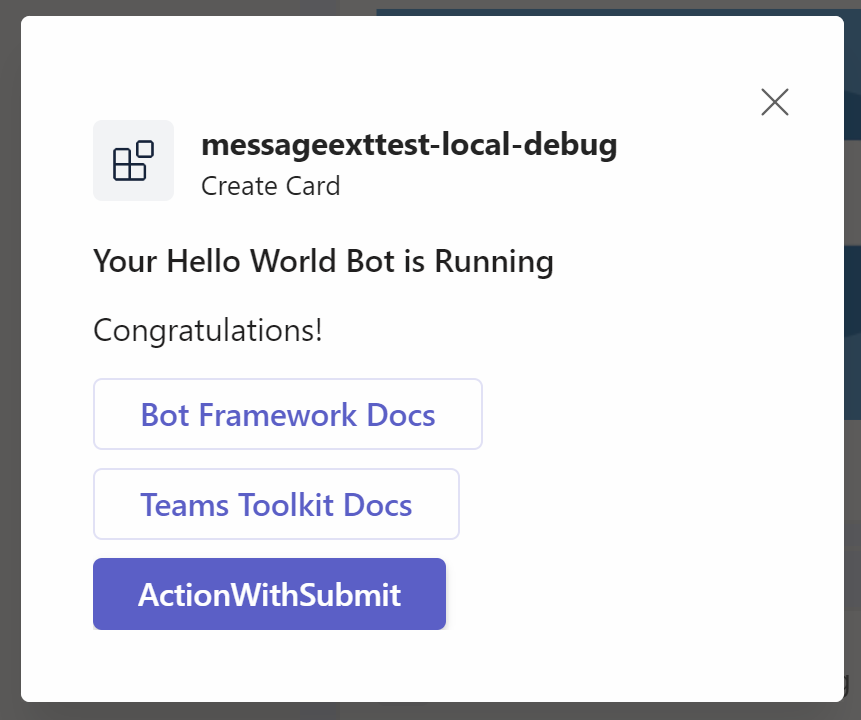 messageexttest-local-debug
Create Card
Your Hello World Bot is Running
Congratulations!
Bot Framework Docs
Teams Toolkit Docs
ActionWithSubmit